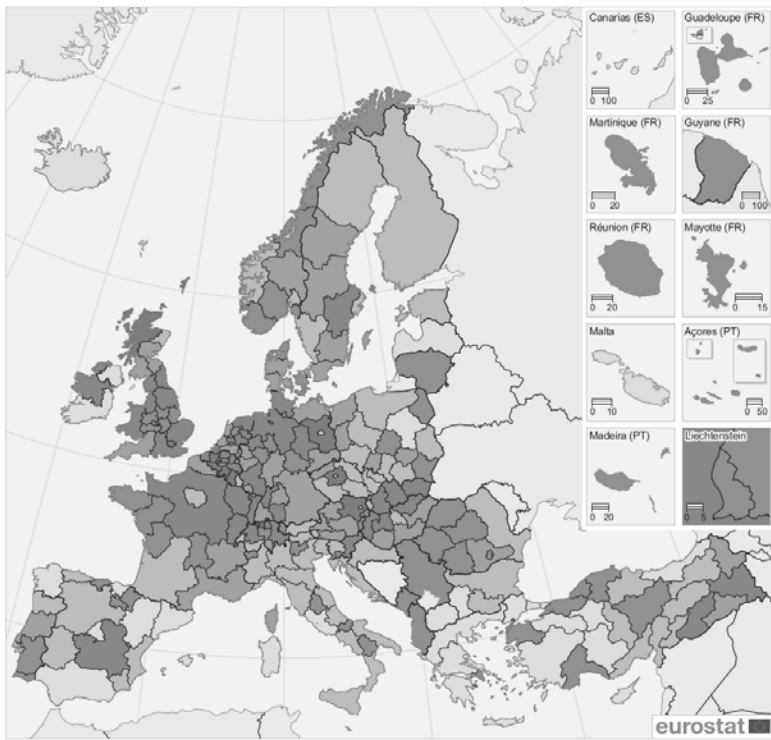 Canarias (ES)
0 100
Guadeloupe (FR)
0 25
Martinique (FR)
0 20
Guyane (FR)
0 100
Réunion (FR)
0 20
Mayotte (FR)
0 15
Malta
0 10
Açores (PT)
0 50
Madeira (PT)
0 20
Liechtenstein
0 5
eurostat